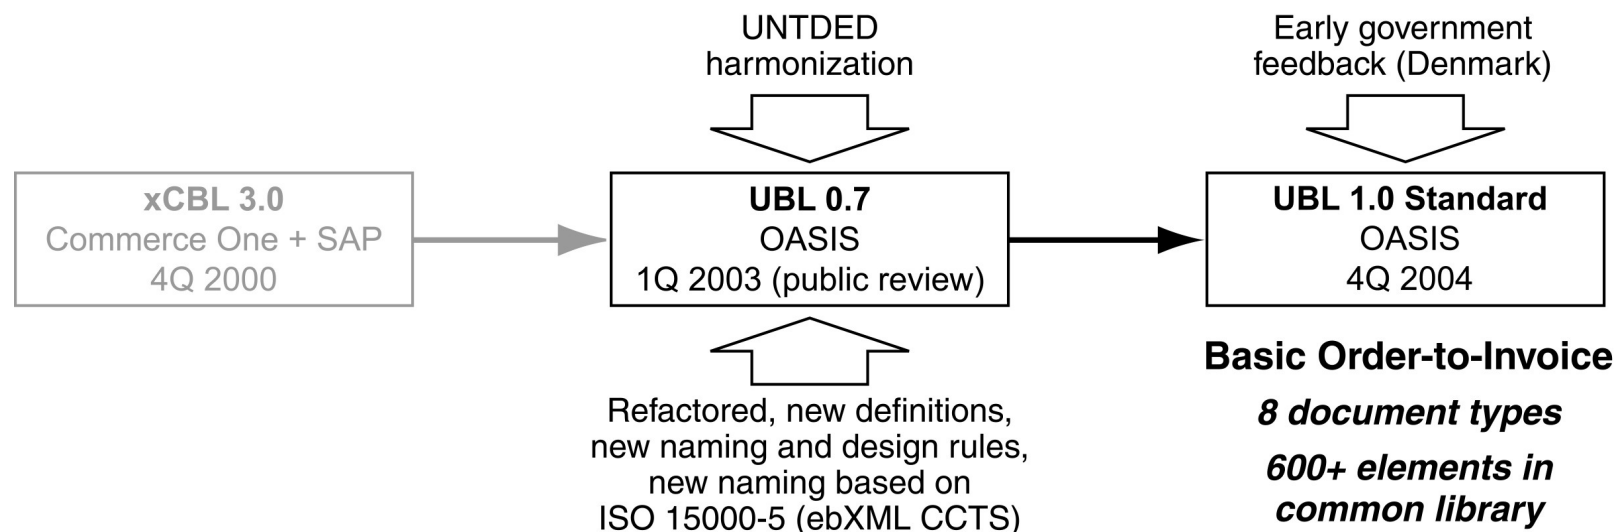 UNTDED
harmonization
Early government
feedback (Denmark)
xCBL 3.0
Commerce One + SAP
4Q 2000
UBL 0.7
OASIS
1Q 2003 (public review)
UBL 1.0 Standard
OASIS
4Q 2004
Refactored, new definitions,
new naming and design rules,
new naming based on
ISO 15000-5 (ebXML CCTS)
Basic Order-to-Invoice
8 document types
600+ elements in
common library